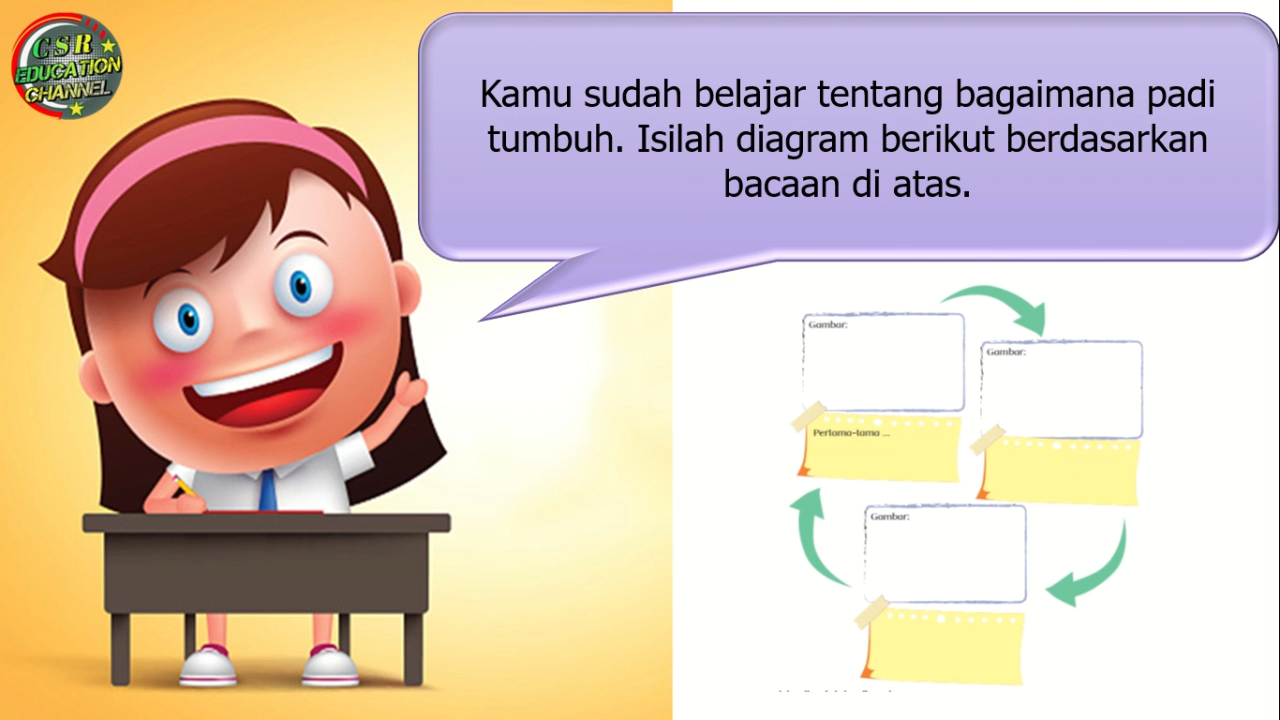 CSR
EDUCATION
CHANNEL
Kamu sudah belajar tentang bagaimana padi
tumbuh. Isilah diagram berikut berdasarkan
bacaan di atas.
Gambar:
Gambar:
Pertama-tama ...
Gambar: